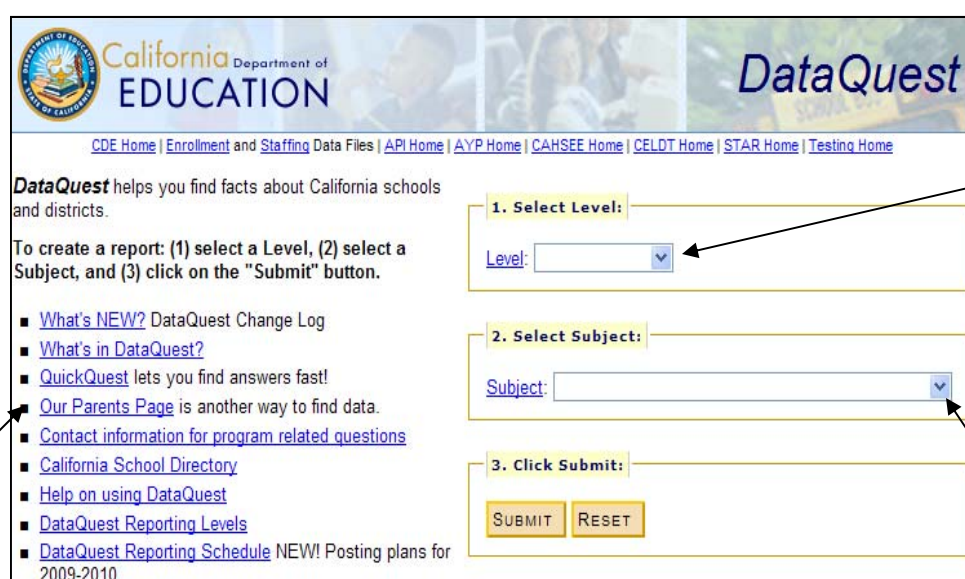 California Department of
EDUCATION
DataQuest
CDE Home | Enrollment and Staffing Data Files | API Home | AYP Home | CAHSEE Home | CELDT Home | STAR Home | Testing Home
DataQuest helps you find facts about California schools
and districts.
To create a report: (1) select a Level, (2) select a
Subject, and (3) click on the "Submit" button.
What's NEW? DataQuest Change Log
What's in DataQuest?
QuickQuest lets you find answers fast!
Our Parents Page is another way to find data.
Contact information for program related questions
California School Directory
Help on using DataQuest
DataQuest Reporting Levels
DataQuest Reporting Schedule NEW! Posting plans for
2009-2010
1. Select Level:
Level:
2. Select Subject:
Subject:
3. Click Submit:
SUBMIT RESET